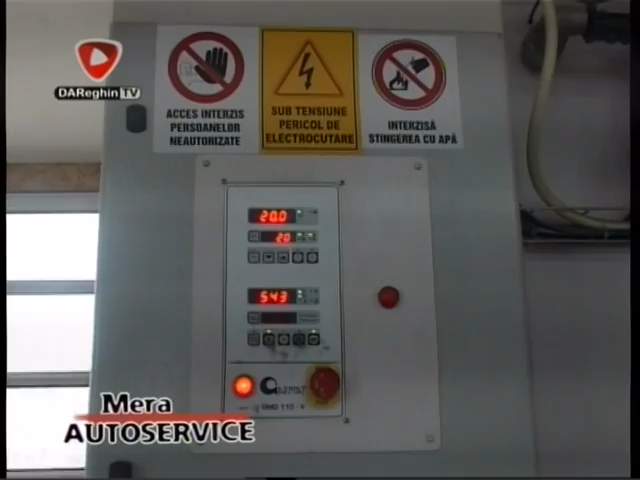 DAReghin TV
ACCES INTERZIS
PERSOANELOR
NEAUTORIZATE
SUB TENSIUNE
PERICOL DE
ELECTROCUTARE
INTERZISĂ
STINGEREA CU APĂ
20.0
20
543
Mera
AUTOSERVICE